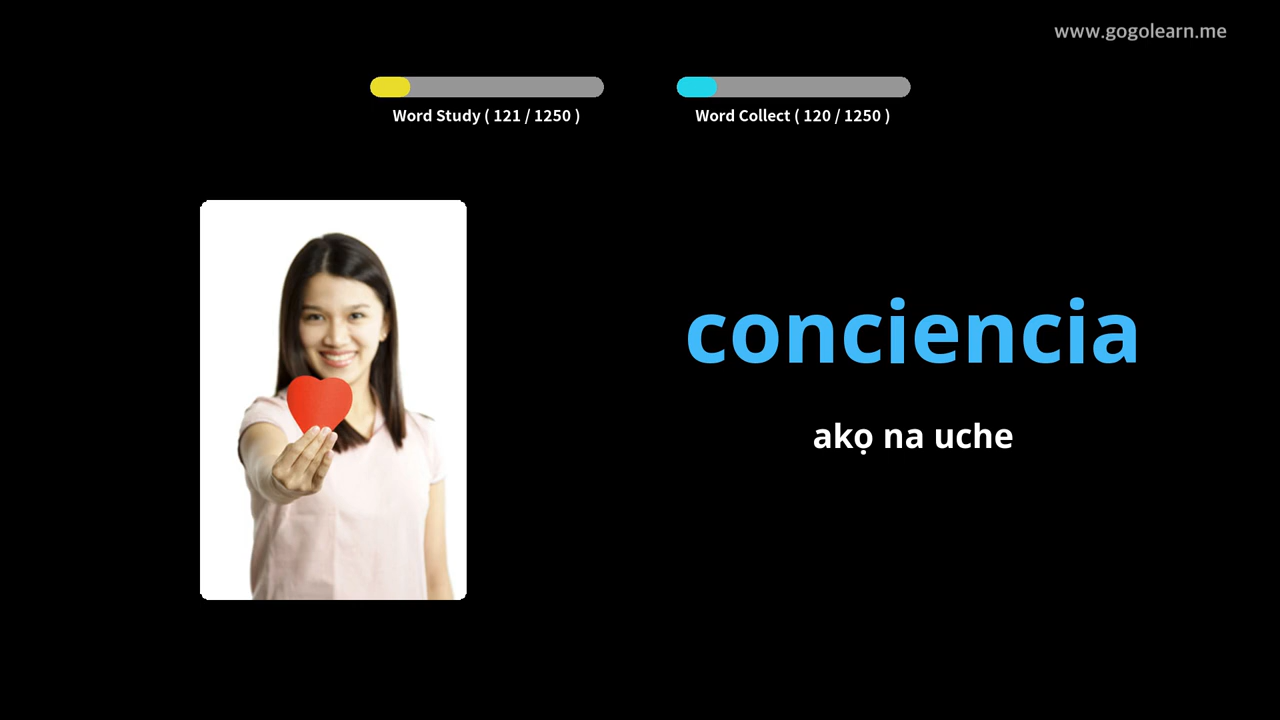 www.gogolearn.me
Word Study ( 121 / 1250 )
Word Collect ( 120 / 1250 )
conciencia
akọ na uche